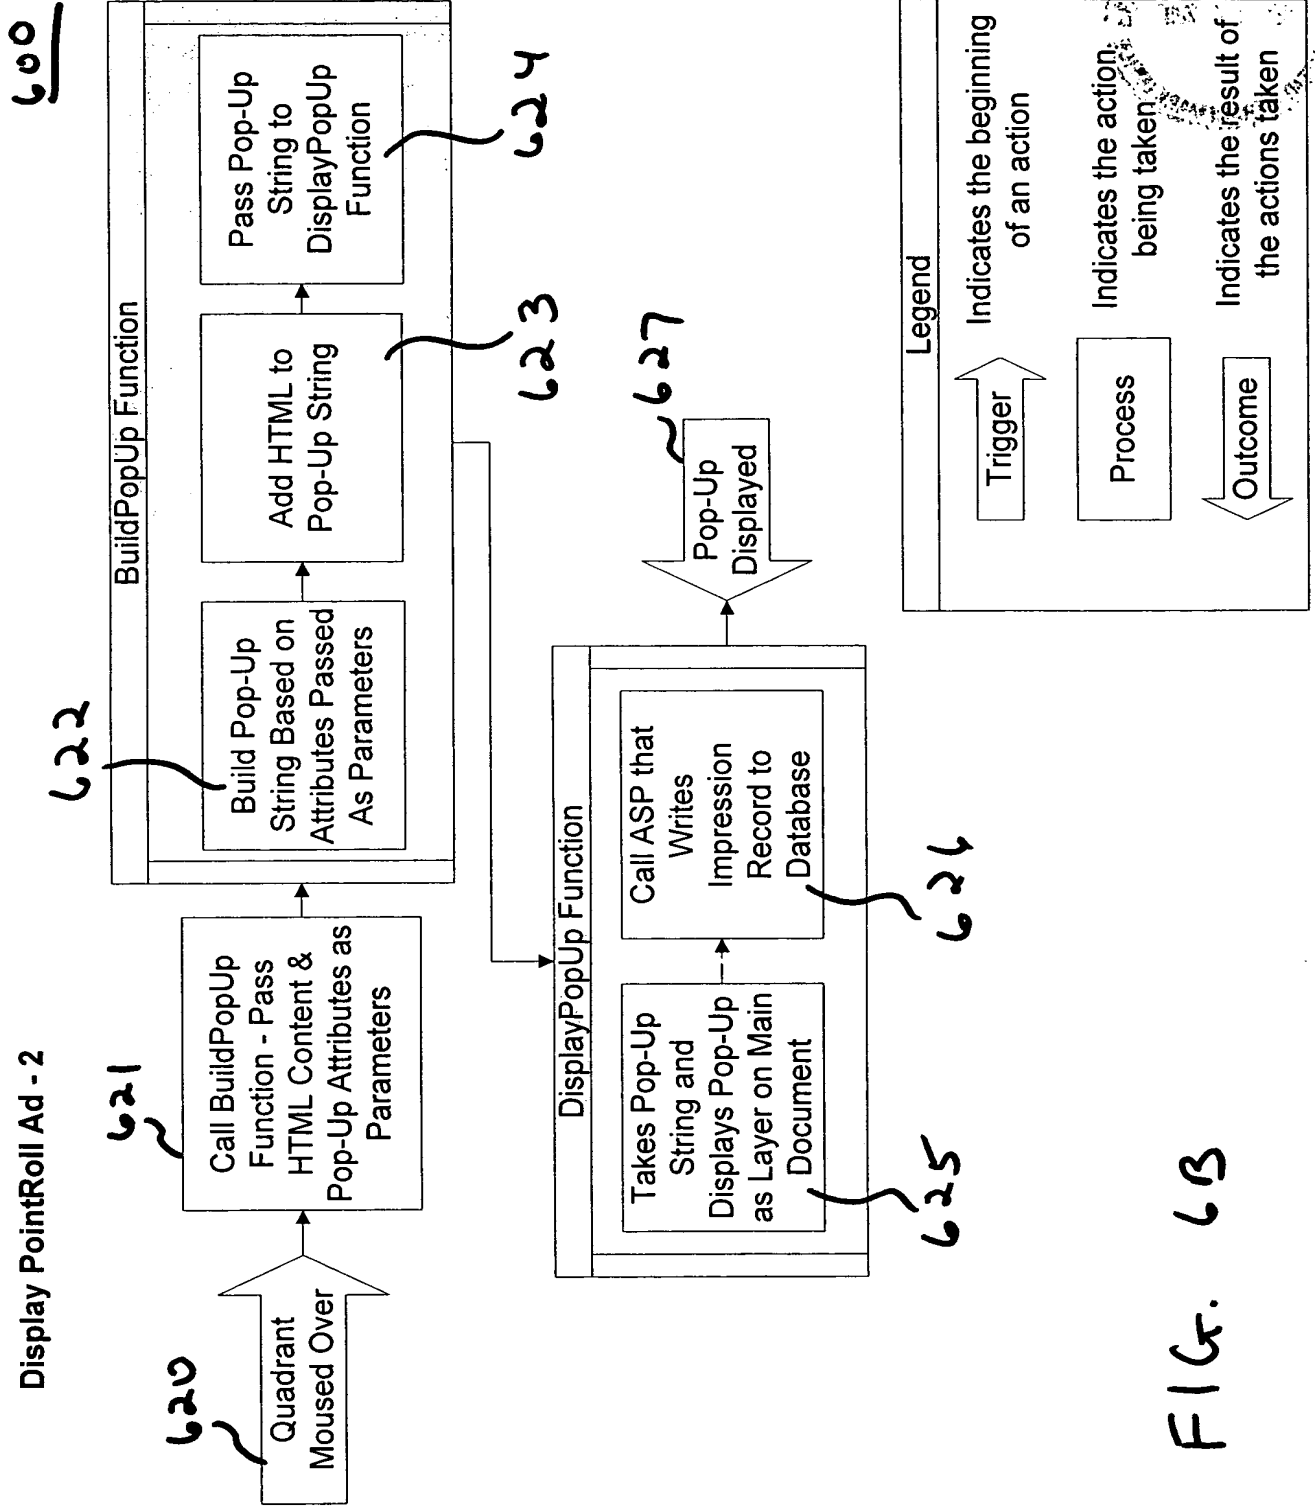 600
Display PointRoll Ad - 2
620
Quadrant
Moused Over
621
Call BuildPopUp
Function - Pass
HTML Content &
Pop-Up Attributes as
Parameters
BuildPopUp Function
622
Build Pop-Up
String Based on
Attributes Passed
As Parameters
Add HTML to
Pop-Up String
623
Pass Pop-Up
String to
DisplayPopUp
Function
624
DisplayPopUp Function
Takes Pop-Up
String and
Displays Pop-Up
as Layer on Main
Document
625
Call ASP that
Writes
Impression
Record to
Database
626
Pop-Up
Displayed
627
Legend
Trigger
Indicates the beginning
of an action
Process
Indicates the action
being taken
Outcome
Indicates the result of
the actions taken
FIG. 6B